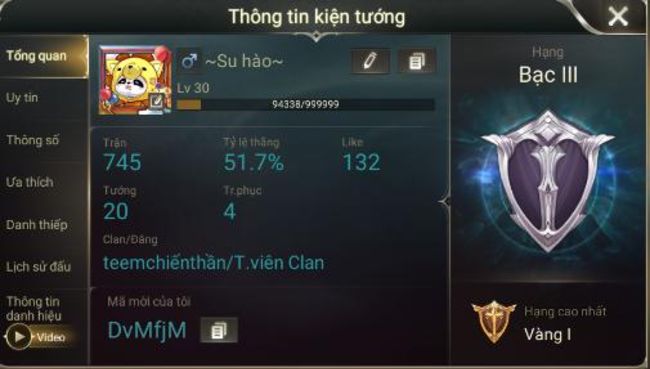 Thông tin kiện tướng
Tổng quan
Uy tín
Thông số
Ưa thích
Danh thiếp
Lịch sử đấu
Thông tin
danh hiệu
Video
~Su hào~
Lv 30
94338/999999
Trận
Tỷ lệ thắng
Like
745
51.7%
132
Tướng
Tr.phục
20
4
Clan/Đẳng
teemchiếnthần/T.viên Clan
Mã mời của tôi
DvMfjM
Hạng
Bạc III
Hạng cao nhất
Vàng I